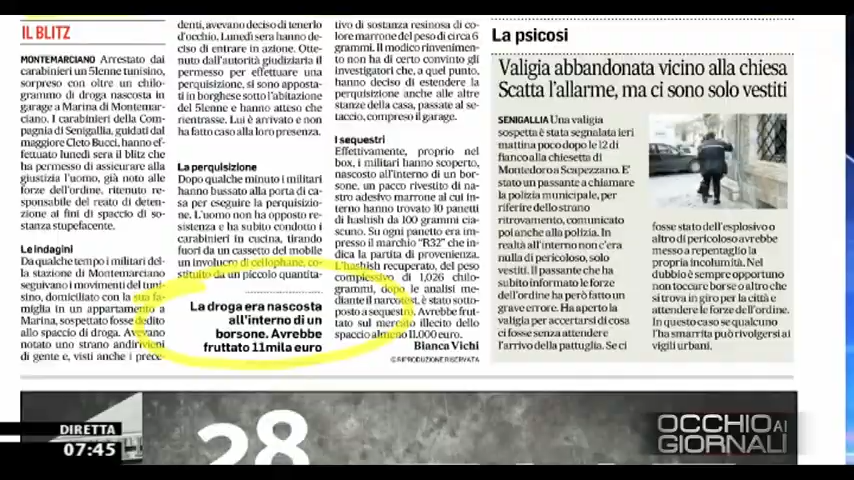 IL BLITZ
MONTEMARCIANO Arrestato dai
carabinieri un 51enne tunisino,
sorpreso con oltre un chilo-
grammo di droga nascosta in
garage a Marina di Montemar-
ciano. I carabinieri della Com-
pagnia di Senigallia, guidati dal
maggiore Cleto Bucci, hanno ef-
fettuato lunedì sera il blitz che
ha permesso di assicurare alla
giustizia l'uomo, già noto alle
forze dell'ordine, ritenuto re-
sponsabile del reato di deten-
zione ai fini di spaccio di so-
stanza stupefacente.
Le indagini
Da qualche tempo i militari del-
la stazione di Montemarciano
seguivano i movimenti del tuni-
sino, domiciliato con la sua fa-
miglia in un appartamento a
Marina, sospettato fosse dedito
allo spaccio di droga. Avevano
notato uno strano andirivieni
di gente e, visti anche i prece-
denti, avevano deciso di tenerlo
d'occhio. Lunedì sera hanno de-
ciso di entrare in azione. Otte-
nuto dall'autorità giudiziaria il
permesso per effettuare una
perquisizione, si sono apposta-
ti in borghese sotto l'abitazione
del 51enne e hanno atteso che
rientrasse. Lui è arrivato e non
ha fatto caso alla loro presenza.
La perquisizione
Dopo qualche minuto i militari
hanno bussato alla porta di ca-
sa per eseguire la perquisizio-
ne. L'uomo non ha opposto re-
sistenza e ha subito condotto i
carabinieri in cucina, tirando
fuori da un cassetto del mobile
un involucro di cellophane, co-
stituito da un piccolo quantita-
La droga era nascosta
all'interno di un
borsone. Avrebbe
fruttato 11mila euro
tivo di sostanza resinosa di co-
lore marrone del peso di circa 6
grammi. Il modico rinvenimen-
to non ha di certo convinto gli
investigatori che, a quel punto,
hanno deciso di estendere la
perquisizione anche alle altre
stanze della casa, passate al se-
taccio, compreso il garage.
I sequestri
Effettivamente, proprio nel
box, i militari hanno scoperto,
nascosto all'interno di un bor-
sone, un pacco rivestito di na-
stro adesivo marrone al cui in-
terno hanno trovato 10 panetti
di hashish da 100 grammi cia-
scuno. Su ogni panetto era im-
presso il marchio "R32" che in-
dica la partita di provenienza.
L'hashish recuperato, del peso
complessivo di 1,026 chilo-
grammi, dopo le analisi me-
diante il narcotest, è stato sotto-
posto a sequestro. Avrebbe frut-
tato sul mercato illecito dello
spaccio almeno 11.000 euro.
Bianca Vichi
© RIPRODUZIONE RISERVATA
La psicosi
Valigia abbandonata vicino alla chiesa
Scatta l'allarme, ma ci sono solo vestiti
SENIGALLIA Una valigia
sospetta è stata segnalata ieri
mattina poco dopo le 12 di
fianco alla chiesetta di
Montedoro a Scapezzano. E'
stato un passante a chiamare
la polizia municipale, per
riferire dello strano
ritrovamento, comunicato
poi anche alla polizia. In
realtà all'interno non c'era
nulla di pericoloso, solo
vestiti. Il passante che ha
subito informato le forze
dell'ordine ha però fatto un
grave errore. Ha aperto la
valigia per accertarsi di cosa
ci fosse senza attendere
l'arrivo della pattuglia. Se ci
fosse stato dell'esplosivo o
altro di pericoloso avrebbe
messo a repentaglio la
propria incolumità. Nel
dubbio è sempre opportuno
non toccare borse o altro che
si trova in giro per la città e
attendere le forze dell'ordine.
In questo caso se qualcuno
l'ha smarrita può rivolgersi ai
vigili urbani.
28
DIRETTA
07:45
OCCHIO AI
GIORNALI